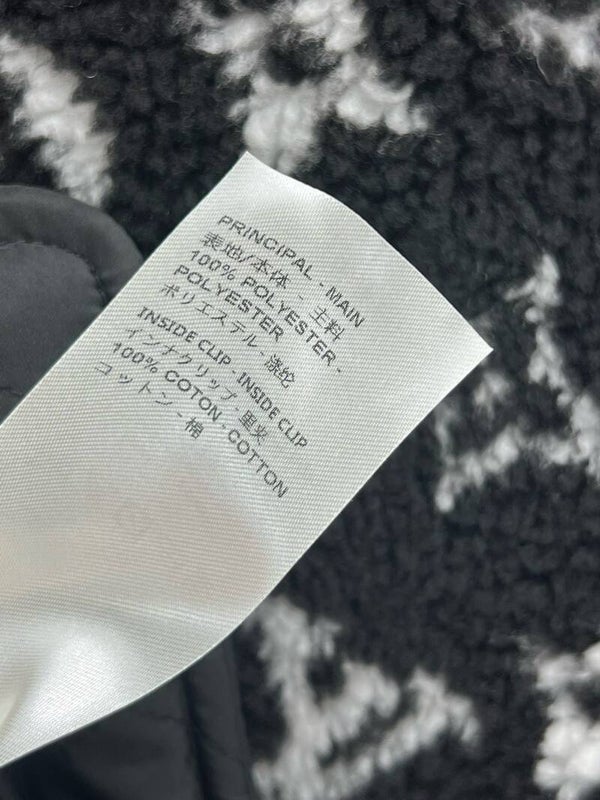 PRINCIPAL - MAIN
表地/本体 - 主料
100% POLYESTER -
POLYESTER
ポリエステル - 涤纶
INSIDE CLIP - INSIDE CLIP
インナクリップ - 里夹
100% COTON - COTTON
コットン - 棉